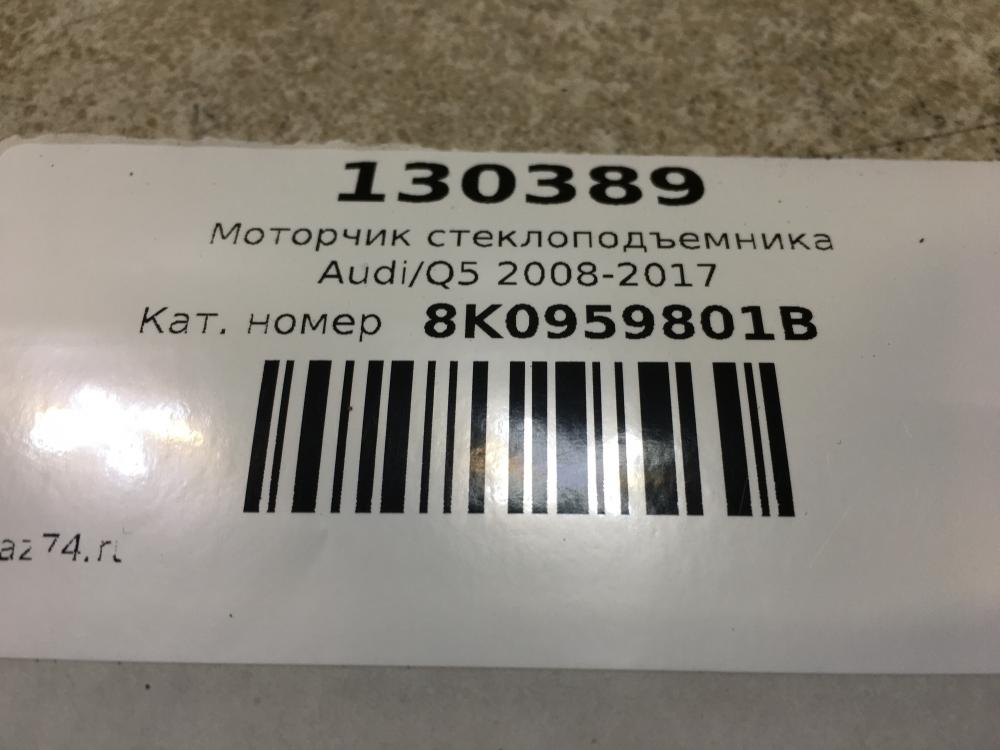 130389
Моторчик стеклоподъемника
Audi/Q5 2008-2017
Кат. номер 8K0959801B
az74.ru